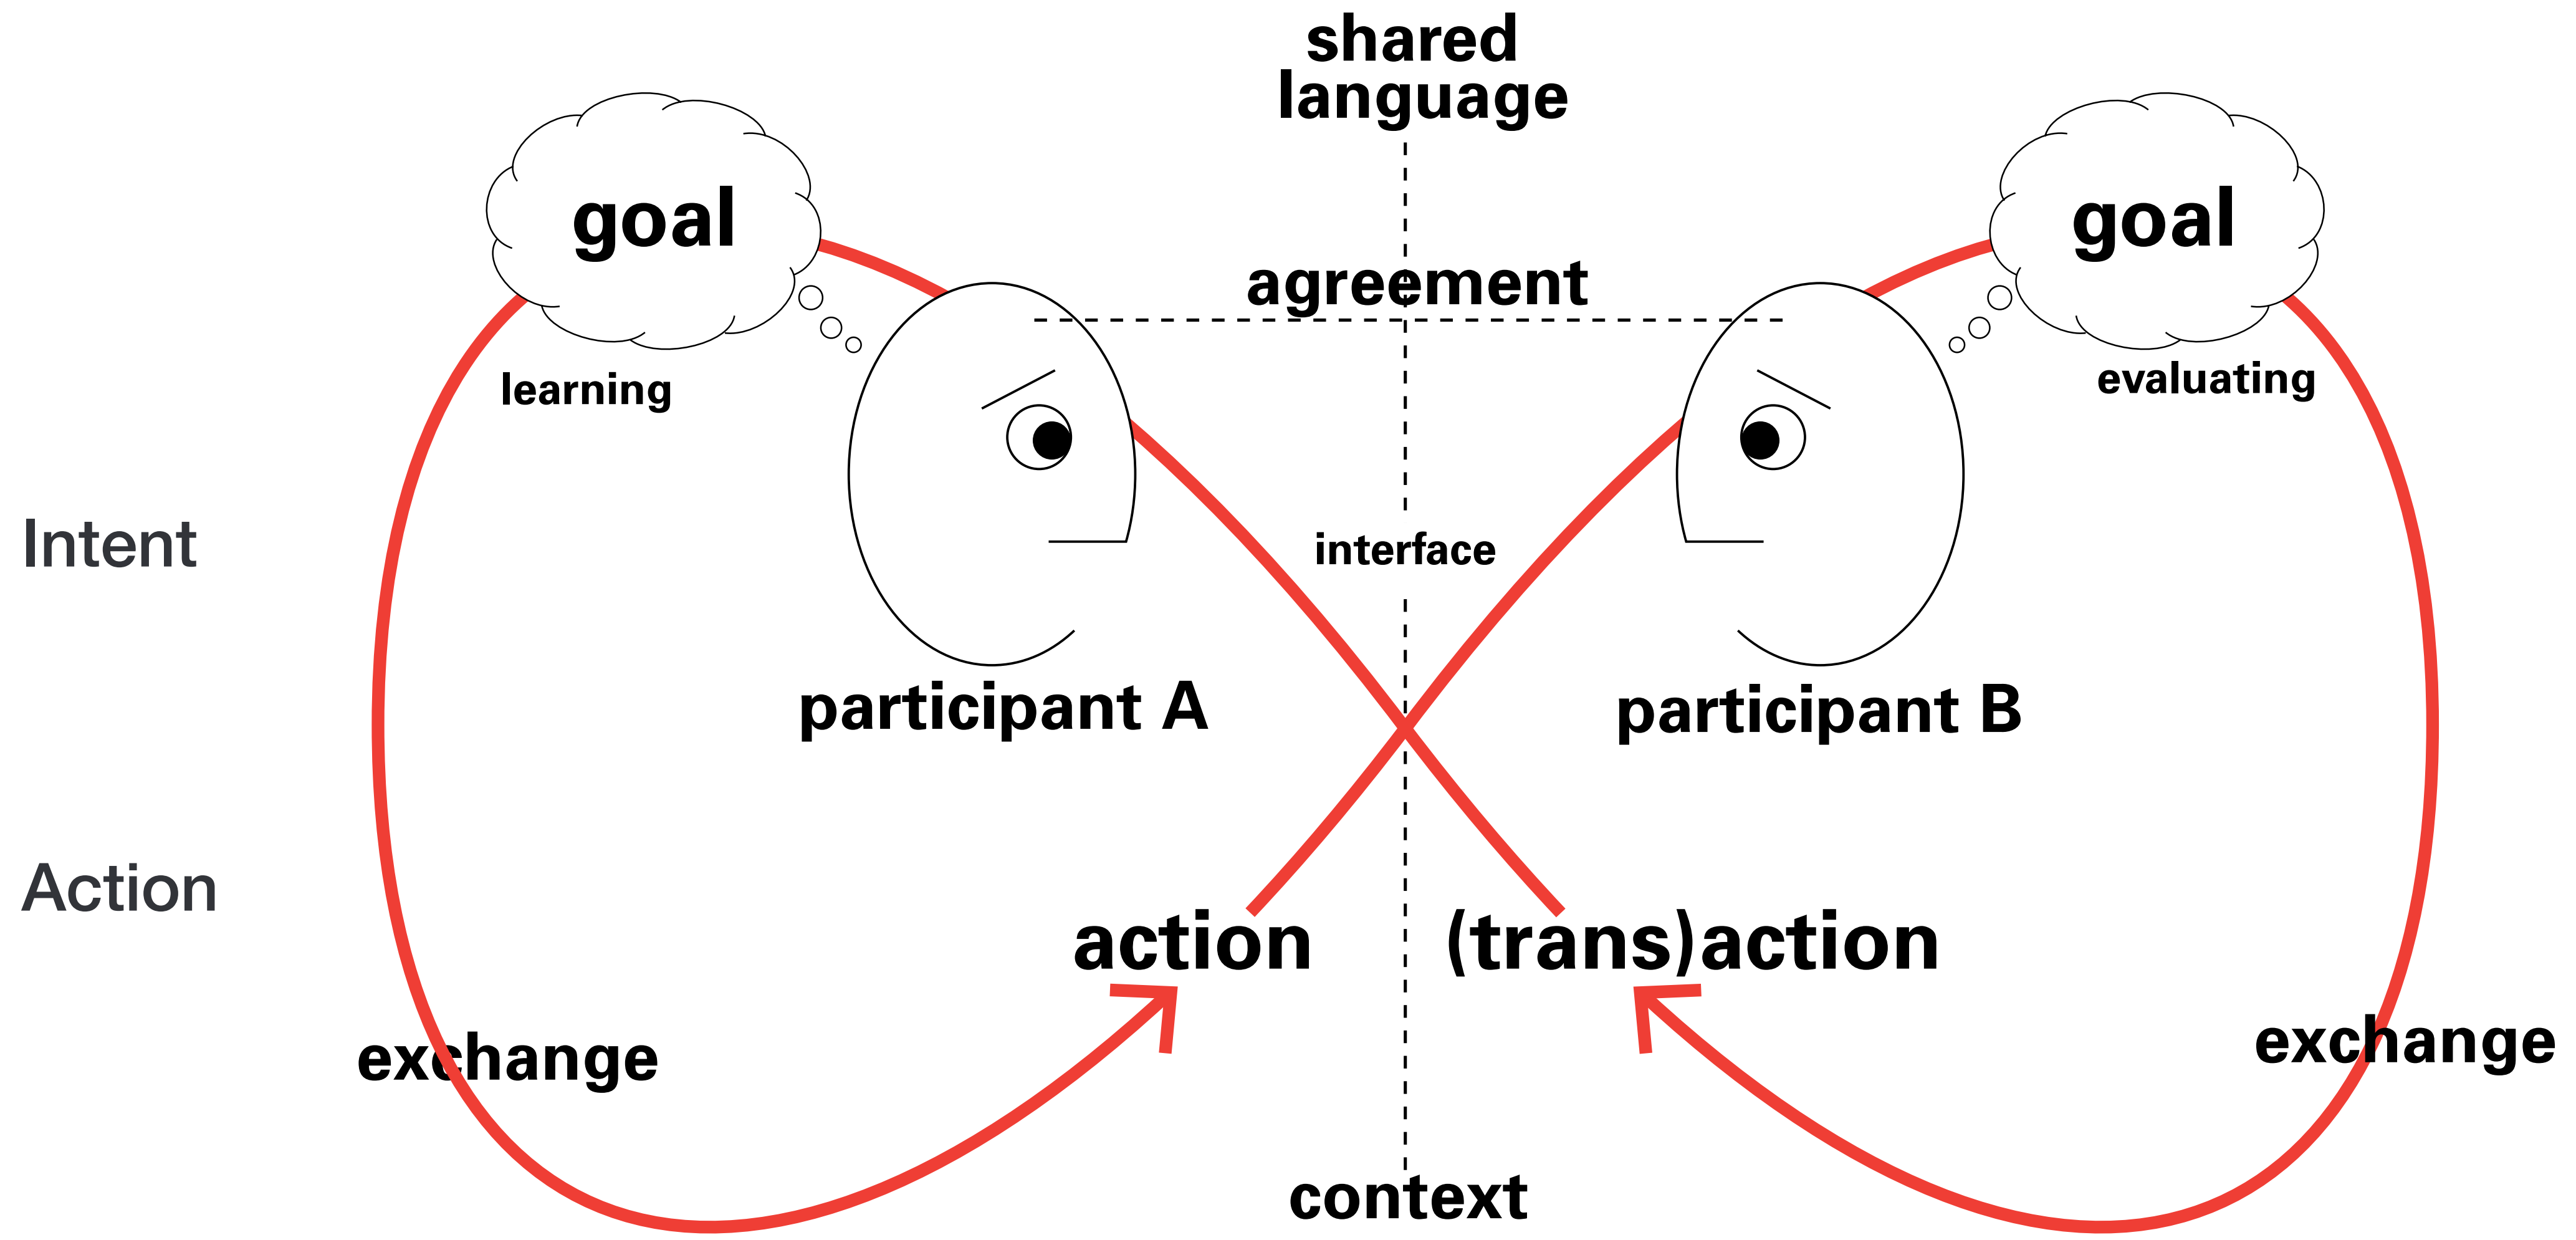 shared
language
goal
goal
agreement
learning
evaluating
Intent
interface
participant A
participant B
Action
action
(trans)action
exchange
exchange
context